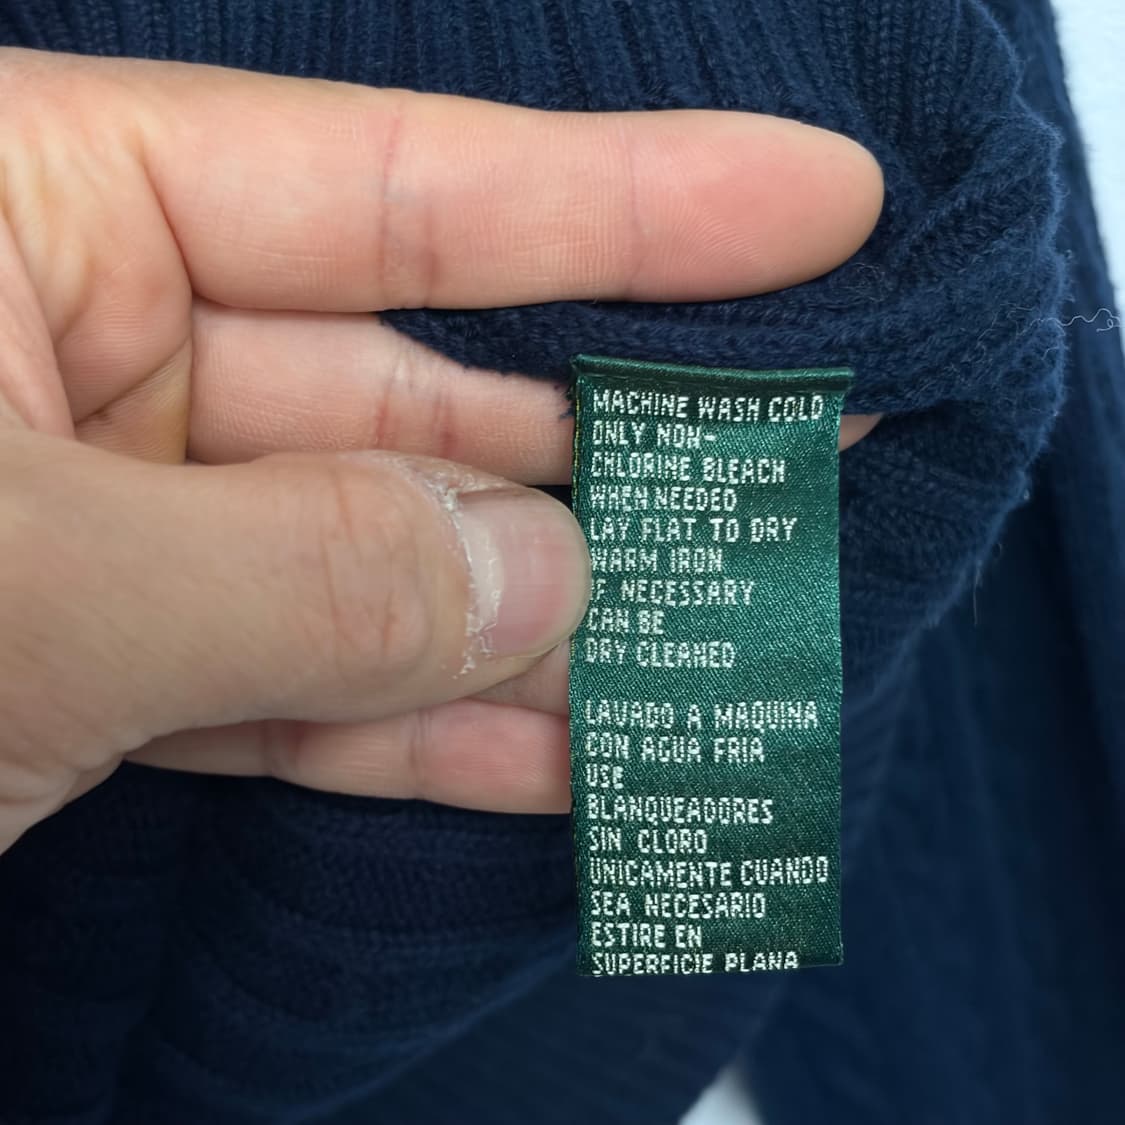 MACHINE WASH COLD
ONLY NON-
CHLORINE BLEACH
WHEN NEEDED
LAY FLAT TO DRY
WARM IRON
IF NECESSARY
CAN BE
DRY CLEANED
LAVADO A MAQUINA
CON AGUA FRIA
USE
BLANQUEADORES
SIN CLORO
UNICAMENTE CUANDO
SEA NECESARIO
ESTIRE EN
SUPERFICIE PLANA